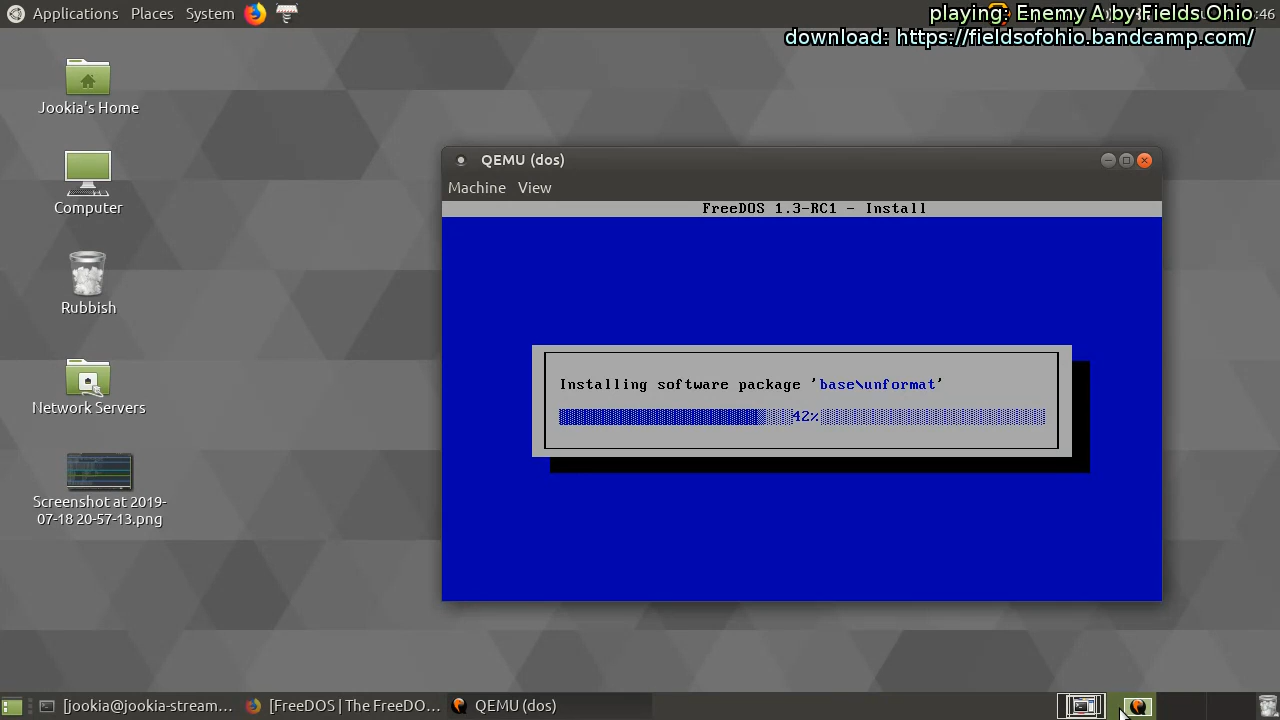 Applications Places System
playing: Enemy A by Fields Ohio
:46
download: https://fieldsofohio.bandcamp.com/
Jookia's Home
Computer
Rubbish
Network Servers
Screenshot at 2019-
07-18 20-57-13.png
QEMU (dos)
Machine View
FreeDOS 1.3-RC1 - Install
Installing software package 'base\unformat'
42%
[jookia@jookia-stream... [FreeDOS | The FreeDO... QEMU (dos)